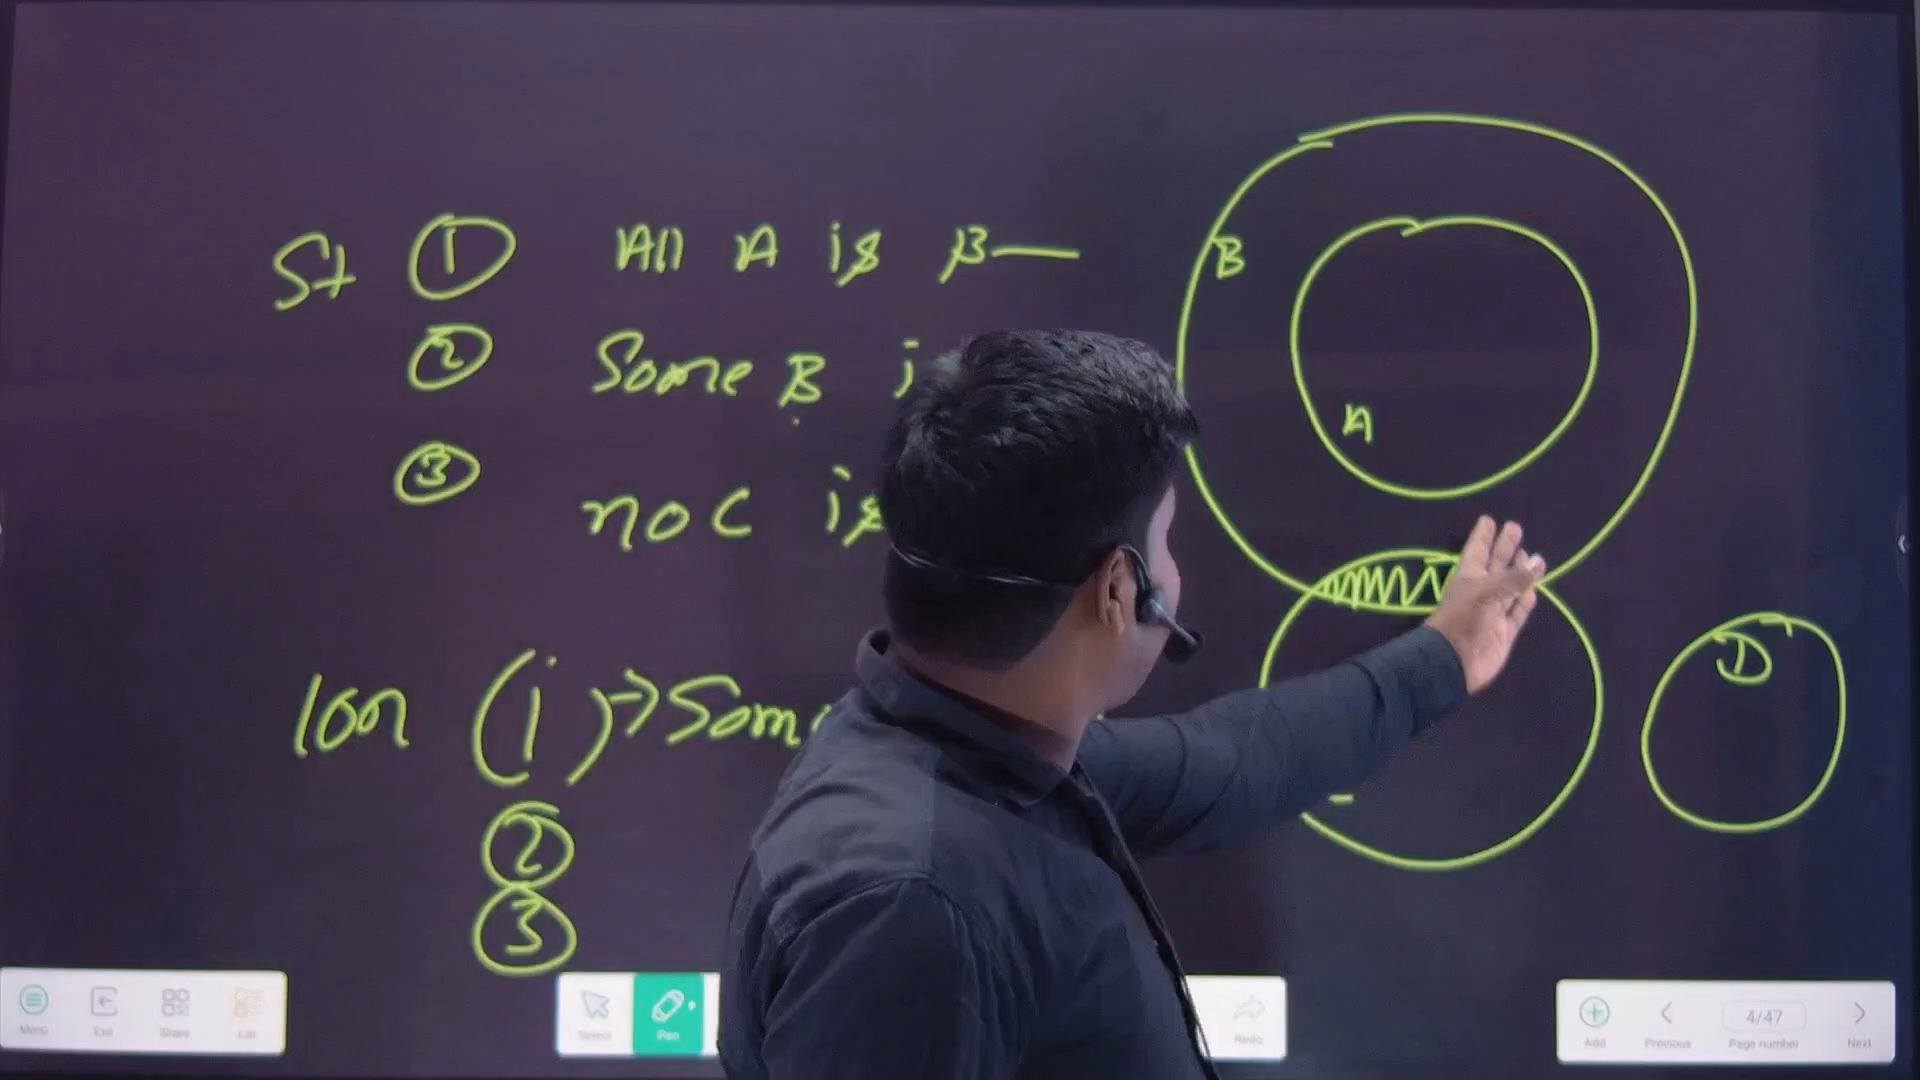 St ① All A is B
② Some B i
③ no C is
con (i) → Som
②
③
B
A
D
Menu Exit Share List
Select Pen Redo
Add Previous 4/47 Page number Next